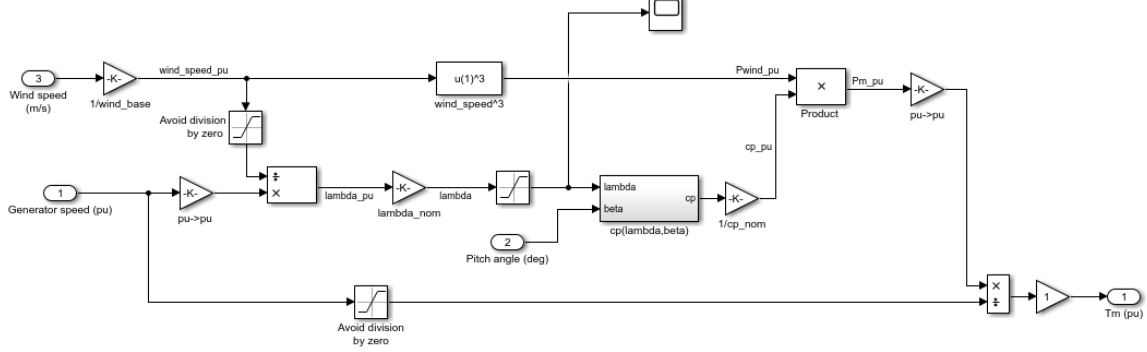 3
Wind speed
(m/s)
-K-
1/wind_base
wind_speed_pu
Avoid division
by zero
u(1)^3
wind_speed^3
Pwind_pu
×
Product
Pm_pu
-K-
pu->pu
1
Generator speed (pu)
-K-
pu->pu
÷
×
lambda_pu
-K-
lambda_nom
lambda
lambda
beta
cp
cp(lambda,beta)
2
Pitch angle (deg)
-K-
1/cp_nom
cp_pu
Avoid division
by zero
×
÷
1
1
Tm (pu)